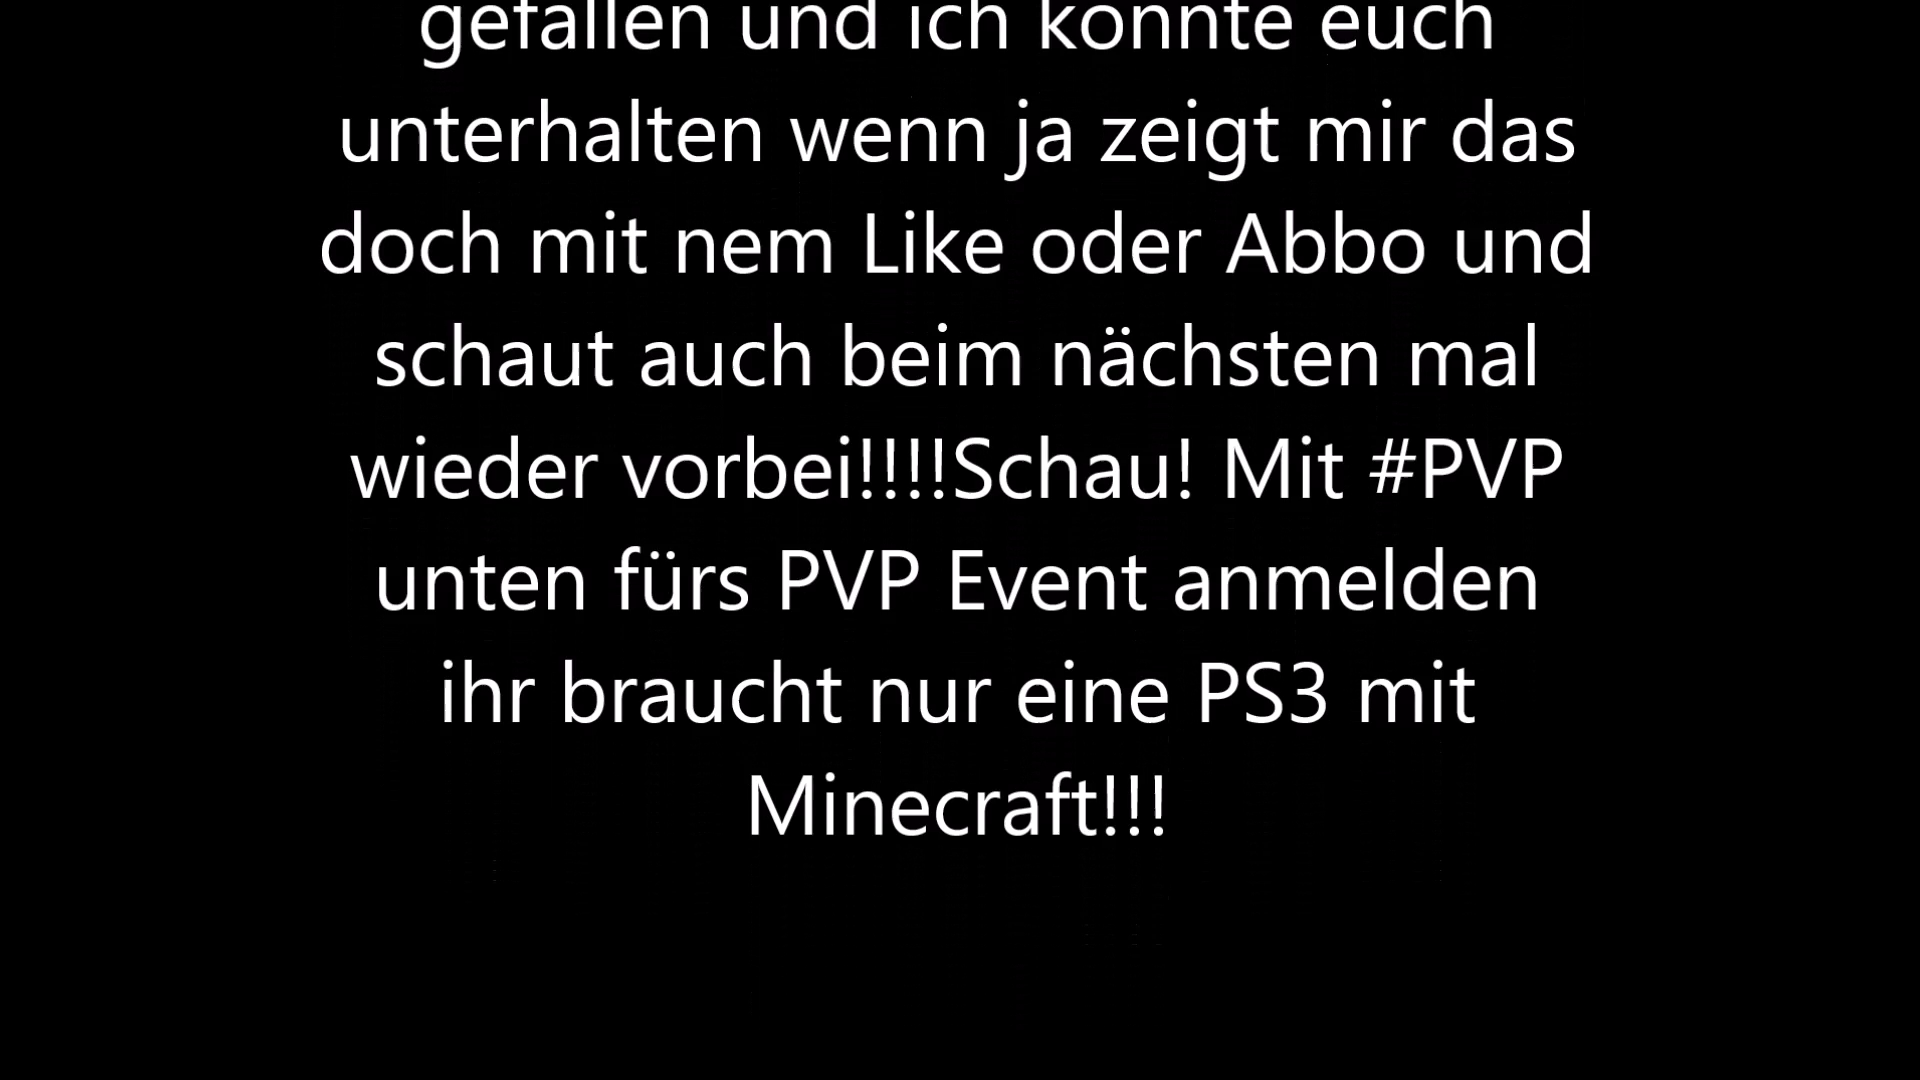 gefallen und ich konnte euch
unterhalten wenn ja zeigt mir das
doch mit nem Like oder Abbo und
schaut auch beim nächsten mal
wieder vorbei!!!!Schau! Mit #PVP
unten fürs PVP Event anmelden
ihr braucht nur eine PS3 mit
Minecraft!!!